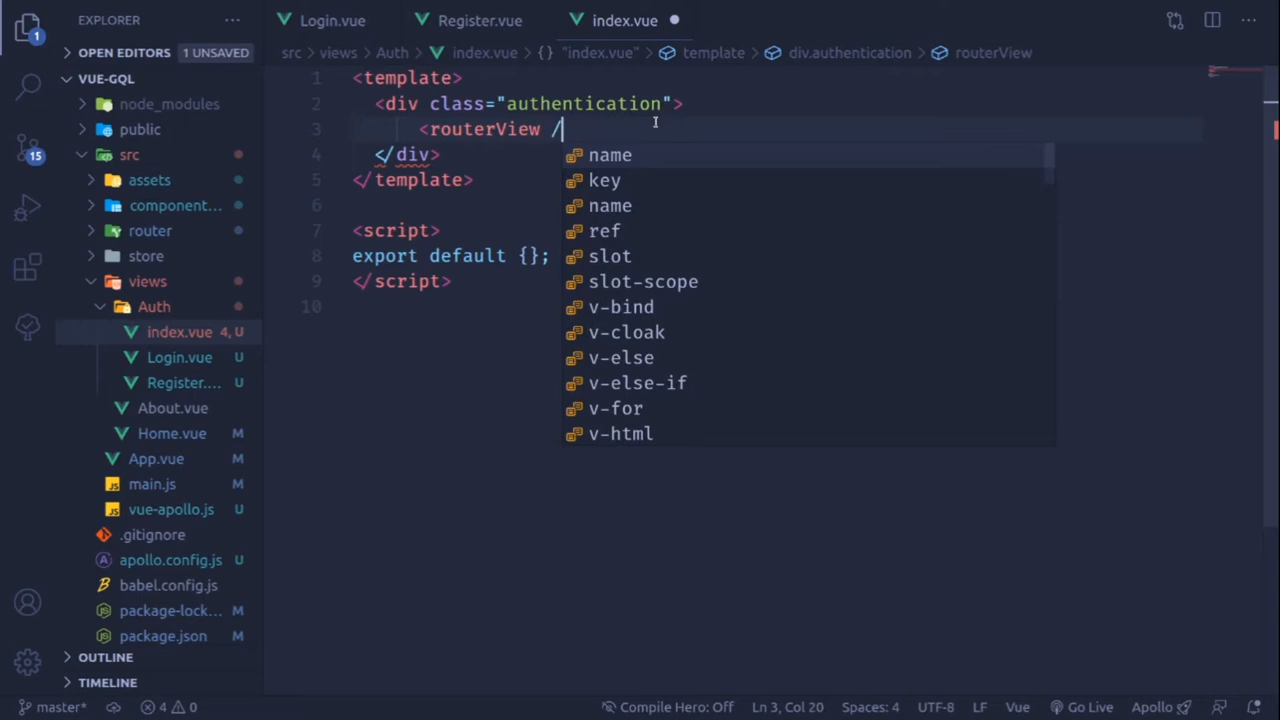 EXPLORER
Login.vue
Register.vue
index.vue
OPEN EDITORS 1 UNSAVED
src > views > Auth > index.vue > {} "index.vue" > template > div.authentication > routerView
VUE-GQL
node_modules
public
src
assets
component...
router
store
views
Auth
index.vue 4, U
Login.vue U
Register.... U
About.vue
Home.vue M
App.vue M
main.js M
vue-apollo.js U
.gitignore
apollo.config.js U
babel.config.js
package-lock... M
package.json M
OUTLINE
TIMELINE
1
15
1 <template>
2 <div class="authentication">
3 <routerView /
4 </div>
5 </template>
6
7 <script>
8 export default {};
9 </script>
10
name
key
name
ref
slot
slot-scope
v-bind
v-cloak
v-else
v-else-if
v-for
v-html
master* 4 0 Compile Hero: Off Ln 3, Col 20 Spaces: 4 UTF-8 LF Vue Go Live Apollo